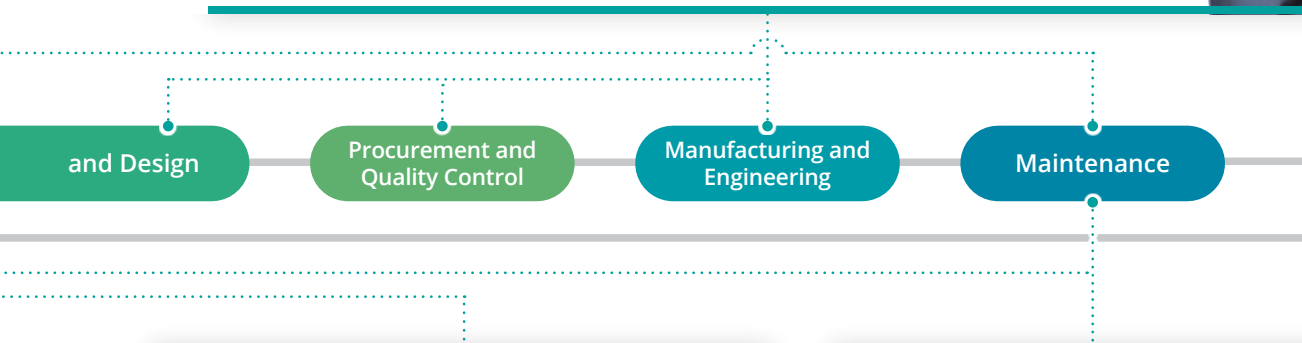 and Design
Procurement and
Quality Control
Manufacturing and
Engineering
Maintenance